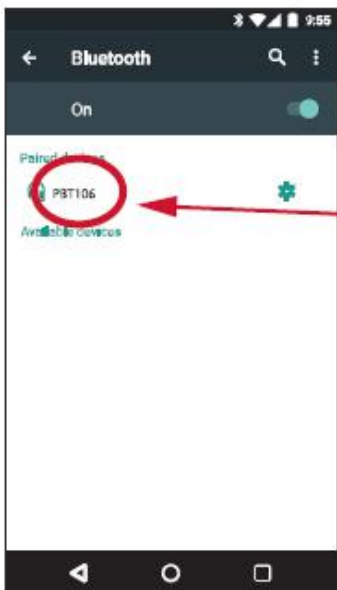 9:55
Bluetooth
On
Paired devices
PBT106
Available devices